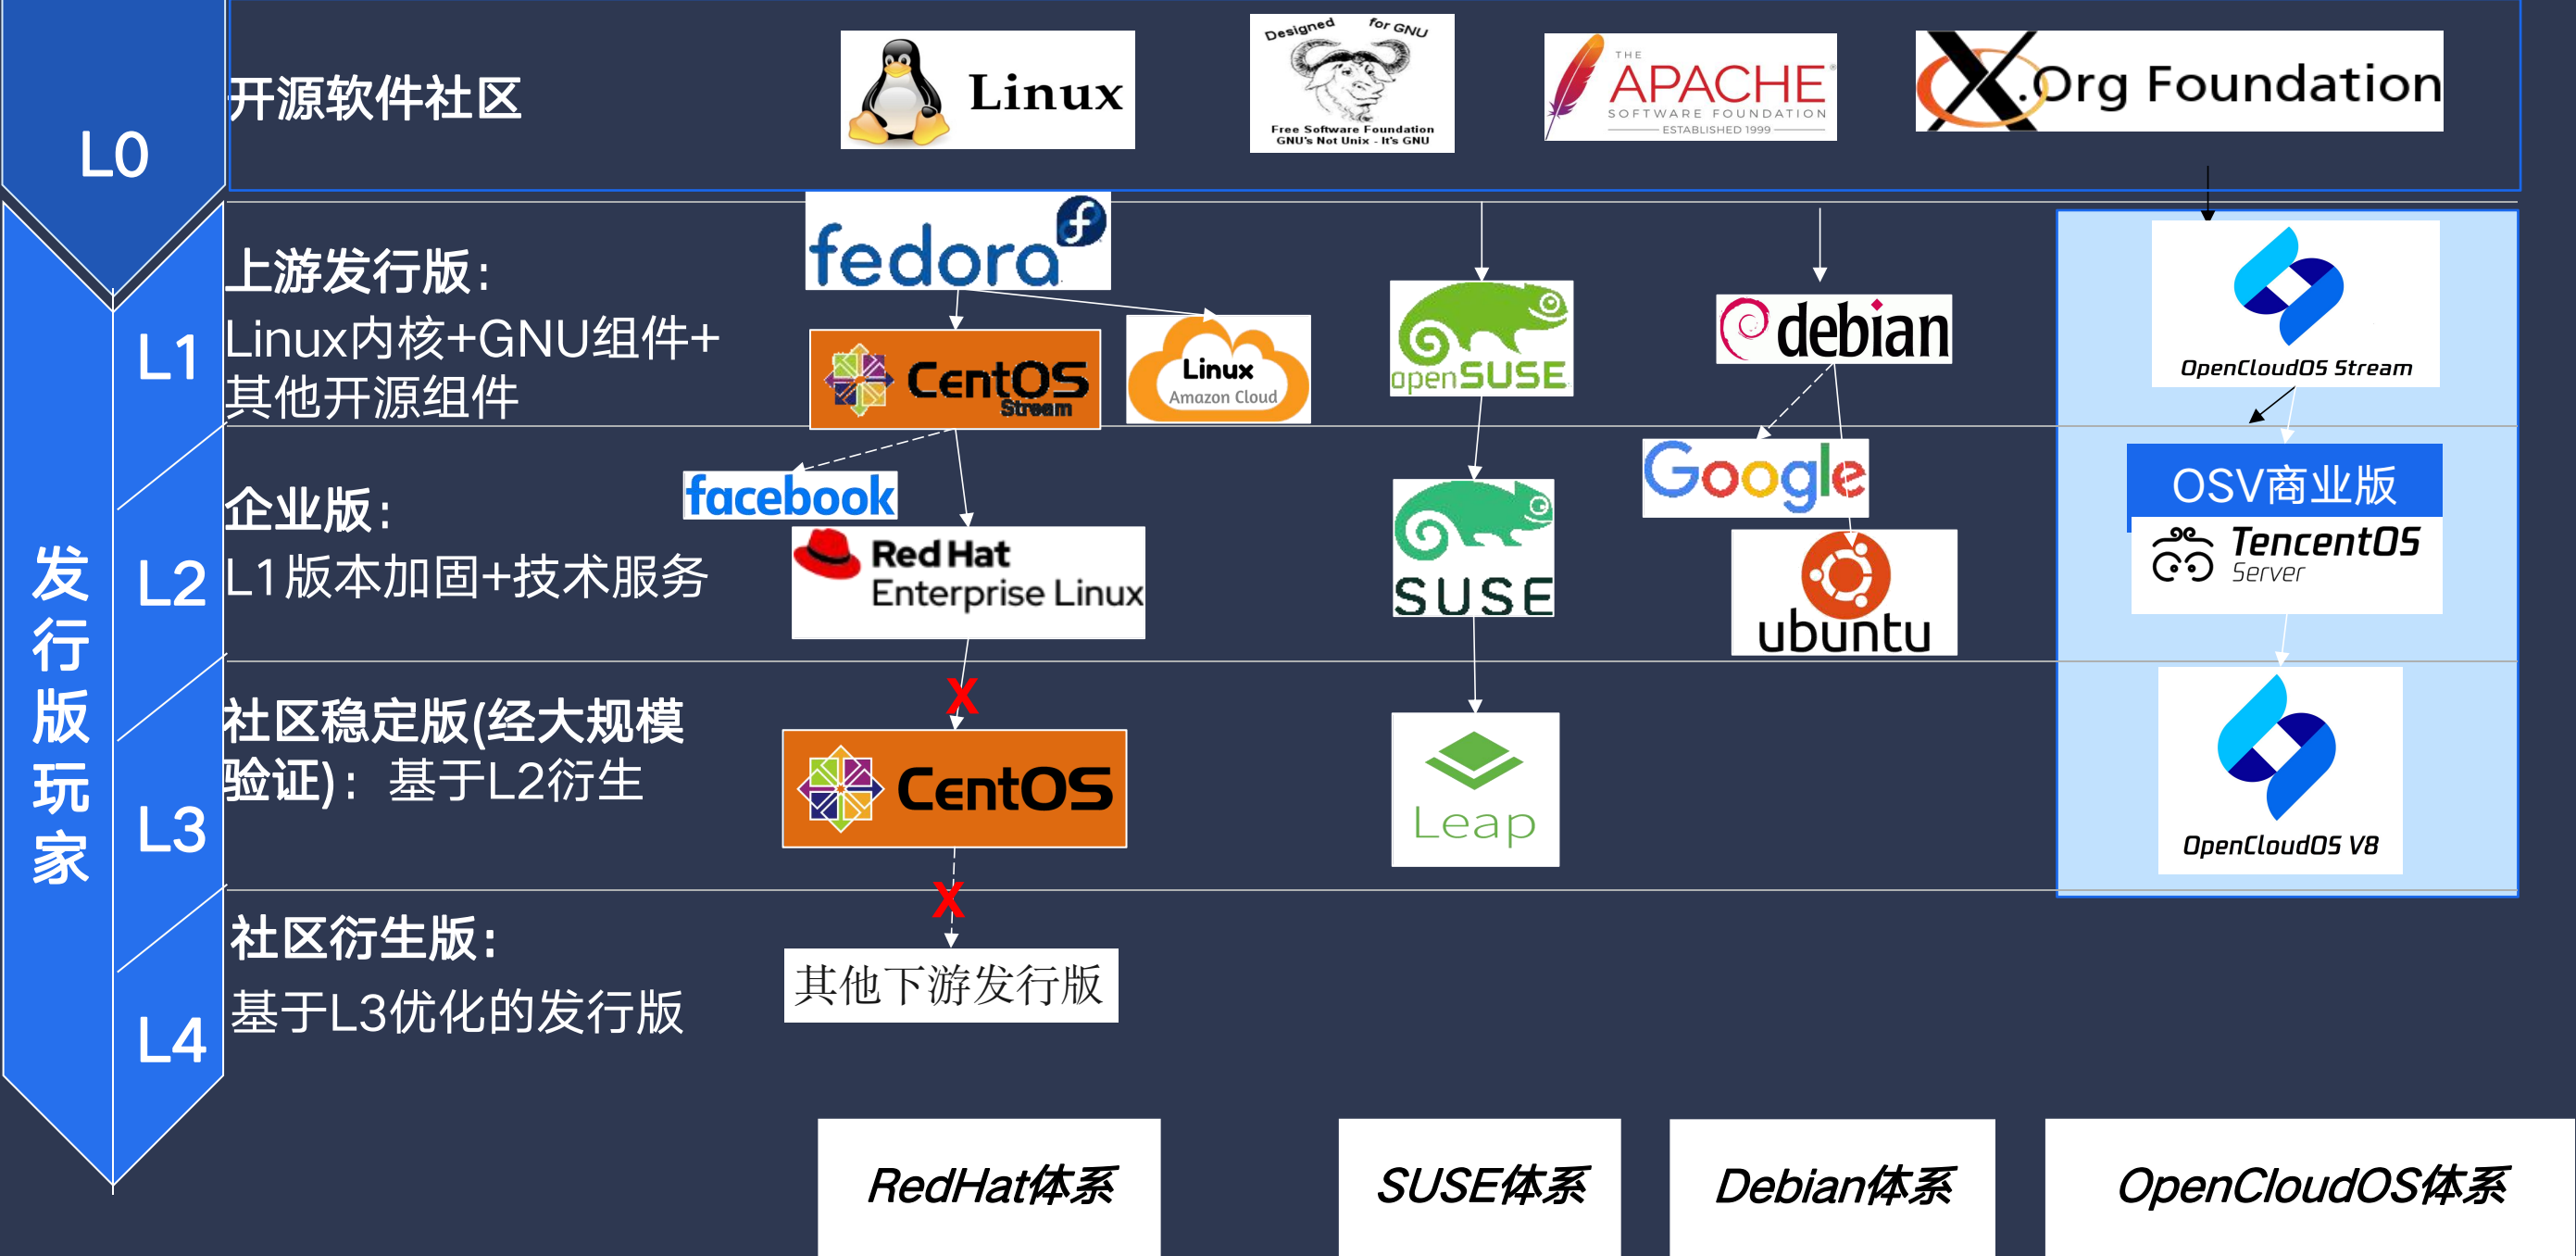 L0
开源软件社区
Linux
Designed for GNU
Free Software Foundation
GNU's Not Unix - It's GNU
THE
APACHE®
SOFTWARE FOUNDATION
ESTABLISHED 1999
X.Org Foundation
发行版玩家
L1
上游发行版：
Linux内核+GNU组件+
其他开源组件
fedora
CentOS
Stream
Linux
Amazon Cloud
openSUSE
debian
OpenCloudOS Stream
L2
企业版：
L1版本加固+技术服务
facebook
Red Hat
Enterprise Linux
SUSE
Google
ubuntu
OSV商业版
TencentOS
Server
L3
社区稳定版(经大规模
验证)：基于L2衍生
X
CentOS
Leap
OpenCloudOS V8
L4
社区衍生版：
基于L3优化的发行版
X
其他下游发行版
RedHat体系
SUSE体系
Debian体系
OpenCloudOS体系